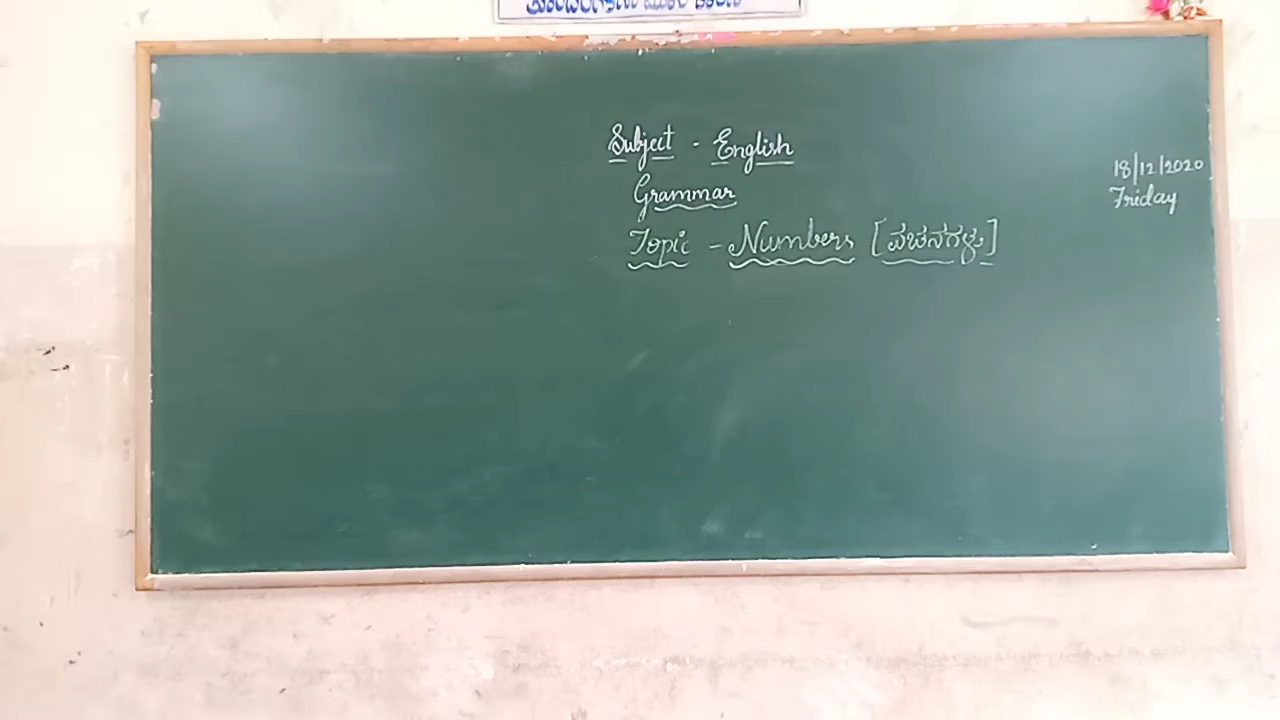 Subject - English
Grammar
Topic - Numbers [ವಚನಗಳು]
18/12/2020
Friday